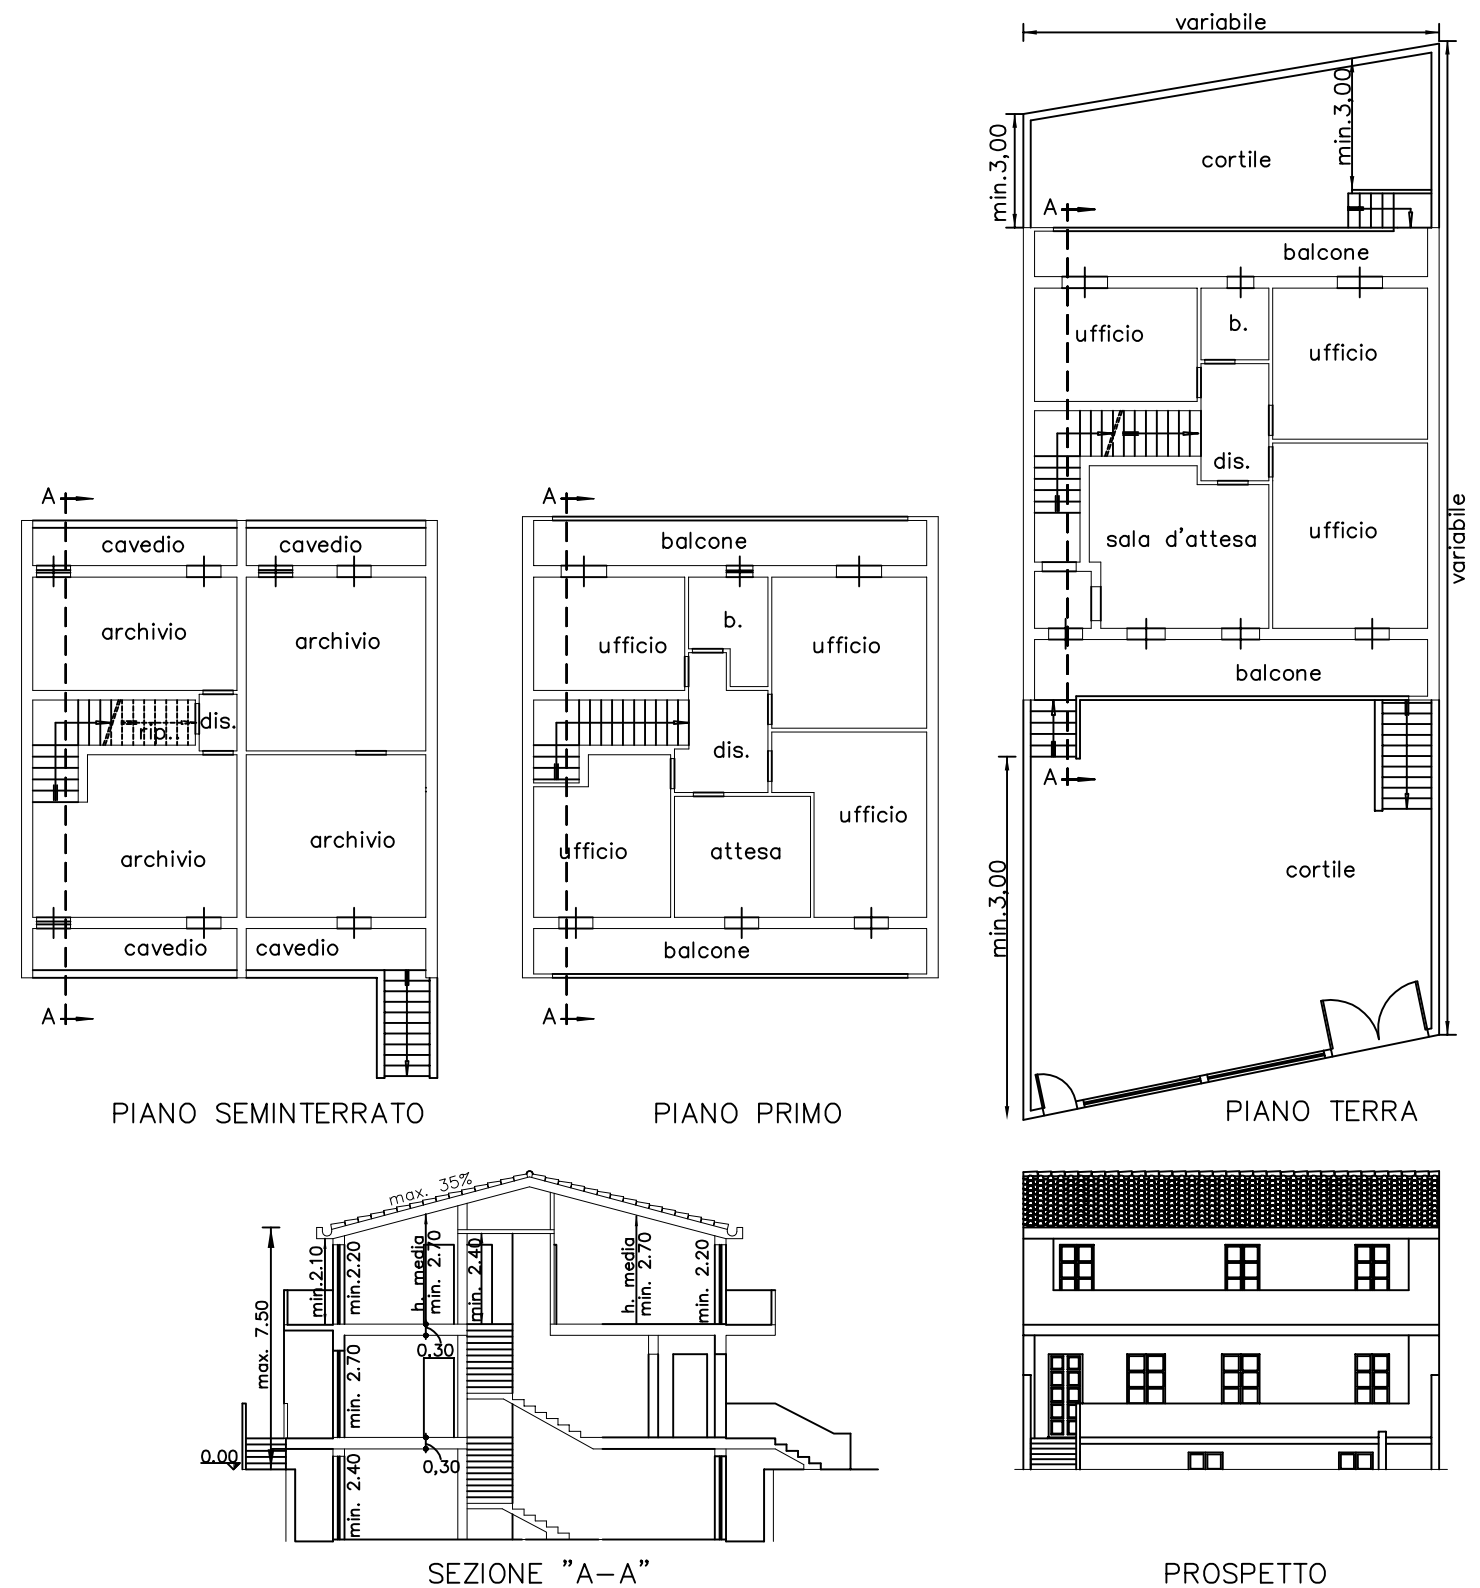 variabile
min.3,00
min.3,00
cortile
A
balcone
ufficio
b.
ufficio
dis.
sala d'attesa
ufficio
variabile
balcone
A
min.3,00
cortile
PIANO TERRA
A
cavedio
cavedio
archivio
archivio
rip.
dis.
archivio
archivio
cavedio
cavedio
A
PIANO SEMINTERRATO
A
balcone
ufficio
b.
ufficio
dis.
ufficio
ufficio
attesa
balcone
A
PIANO PRIMO
max. 35%
min.2.10
min.2.20
h. media
min. 2.70
min. 2.40
h. media
min. 2.70
min. 2.20
max. 7.50
0,30
min. 2.70
0.00
0,30
min. 2.40
SEZIONE "A-A"
PROSPETTO